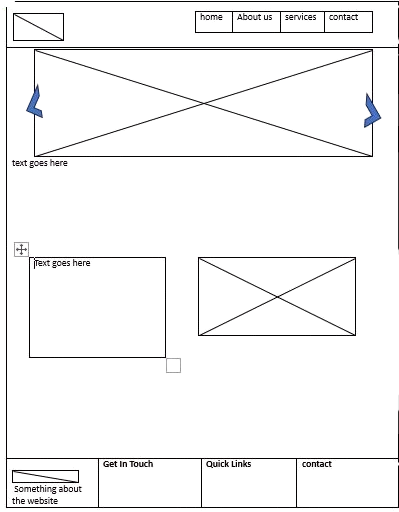 home About us services contact
text goes here
Text goes here
Get In Touch Quick Links contact
Something about
the website